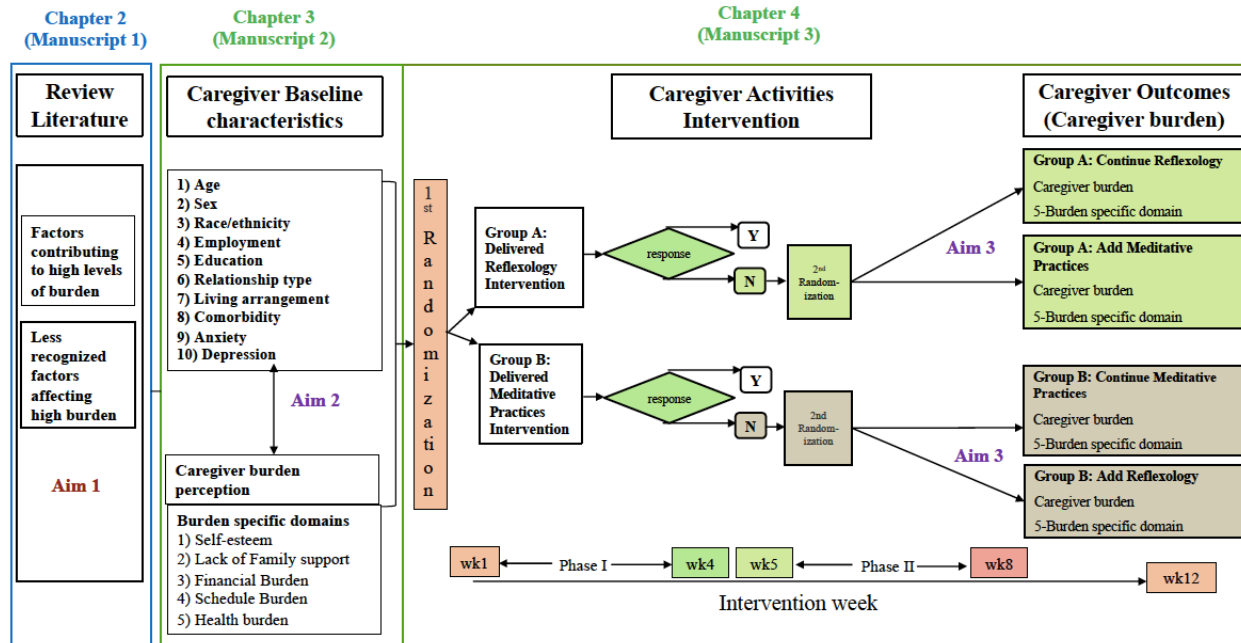 Chapter 2
(Manuscript 1)
Chapter 3
(Manuscript 2)
Chapter 4
(Manuscript 3)
Review
Literature
Factors
contributing
to high levels
of burden
Less
recognized
factors
affecting
high burden
Aim 1
Caregiver Baseline
characteristics
1) Age
2) Sex
3) Race/ethnicity
4) Employment
5) Education
6) Relationship type
7) Living arrangement
8) Comorbidity
9) Anxiety
10) Depression
Aim 2
Caregiver burden
perception
Burden specific domains
1) Self-esteem
2) Lack of Family support
3) Financial Burden
4) Schedule Burden
5) Health burden
1st Randomization
Caregiver Activities
Intervention
Group A:
Delivered
Reflexology
Intervention
response
Y
N
2nd
Random-
ization
Aim 3
Group B:
Delivered
Meditative
Practices
Intervention
response
Y
N
2nd
Random-
ization
Aim 3
Caregiver Outcomes
(Caregiver burden)
Group A: Continue Reflexology
Caregiver burden
5-Burden specific domain
Group A: Add Meditative
Practices
Caregiver burden
5-Burden specific domain
Group B: Continue Meditative
Practices
Caregiver burden
5-Burden specific domain
Group B: Add Reflexology
Caregiver burden
5-Burden specific domain
wk1 Phase I wk4 wk5 Phase II wk8
wk12
Intervention week